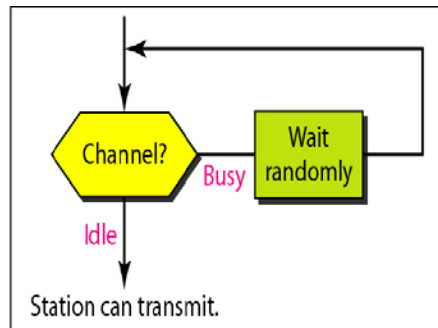 Channel?
Wait
randomly
Busy
Idle
Station can transmit.